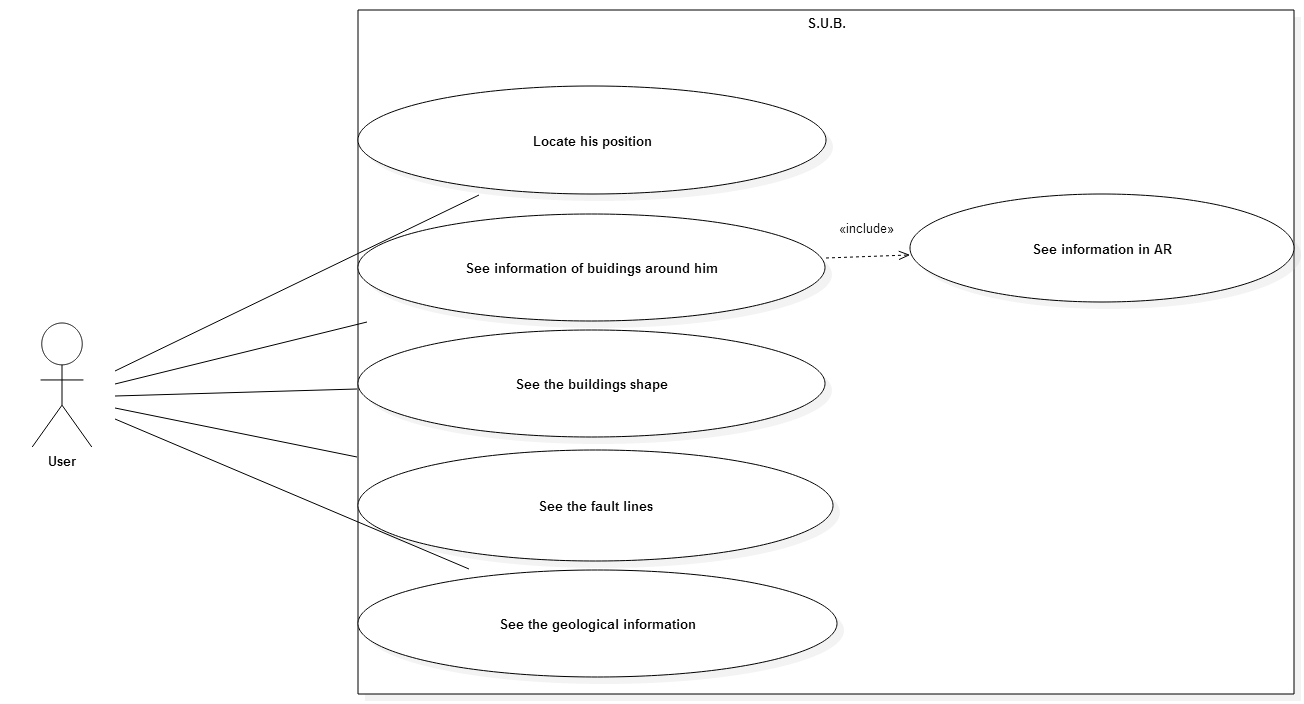 S.U.B.
Locate his position
See information of buidings around him
«include»
See information in AR
See the buildings shape
See the fault lines
See the geological information
User